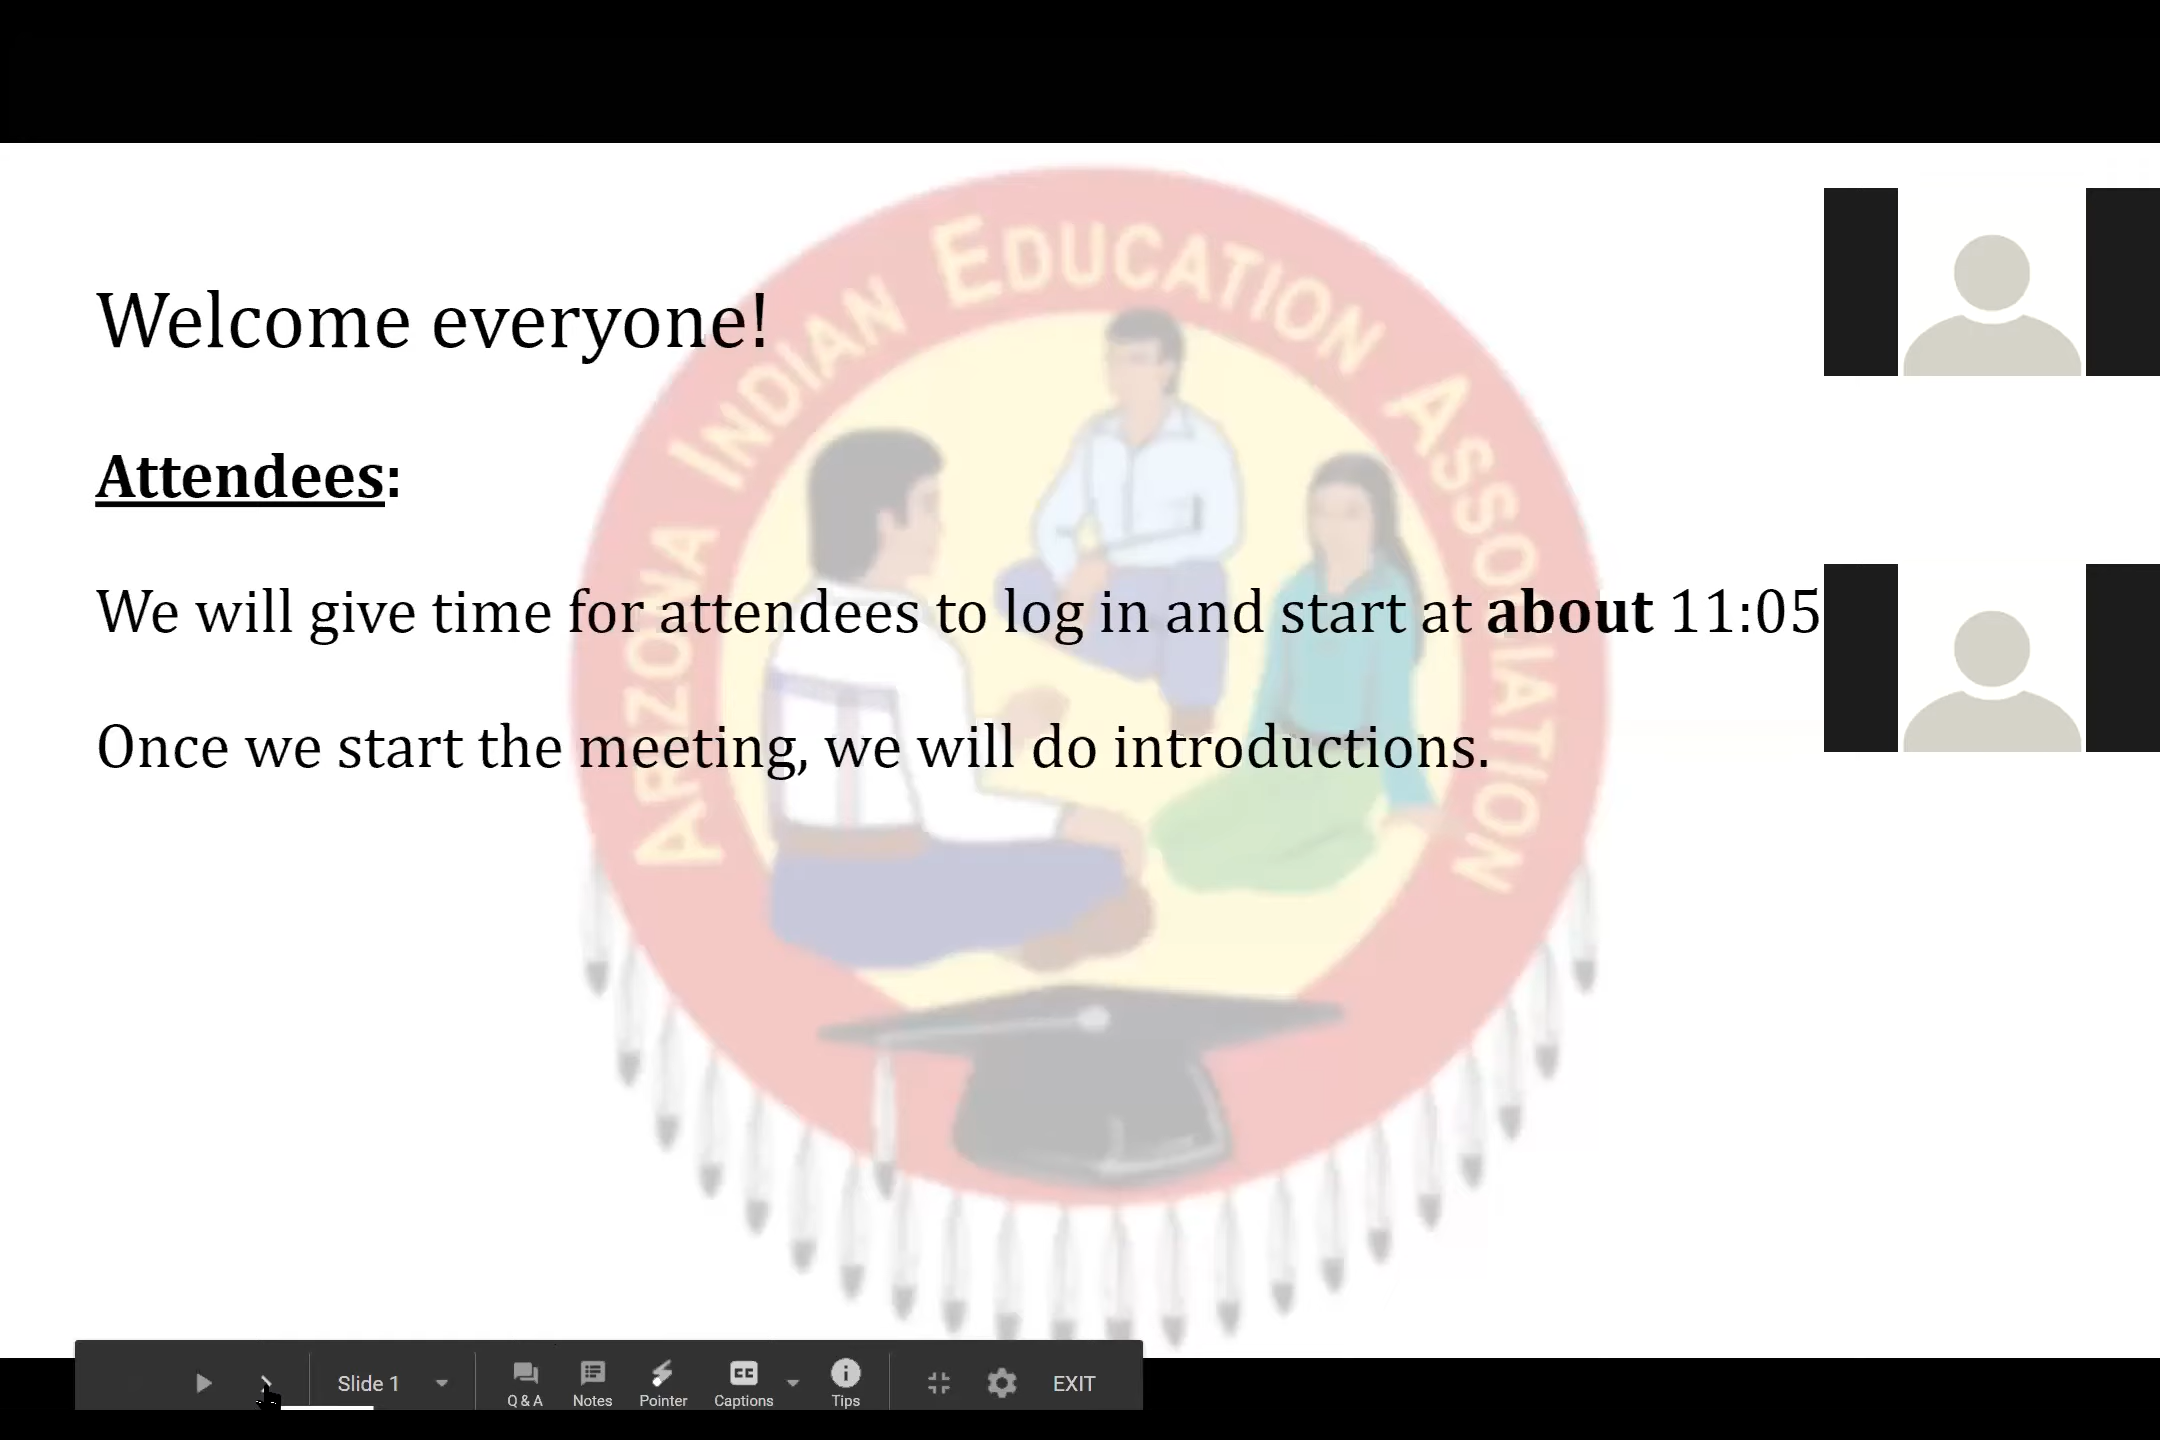 ARIZONA INDIAN EDUCATION ASSOCIATION
Welcome everyone!
Attendees:
We will give time for attendees to log in and start at about 11:05
Once we start the meeting, we will do introductions.
Slide 1
Q & A
Notes
Pointer
CC
Captions
Tips
EXIT